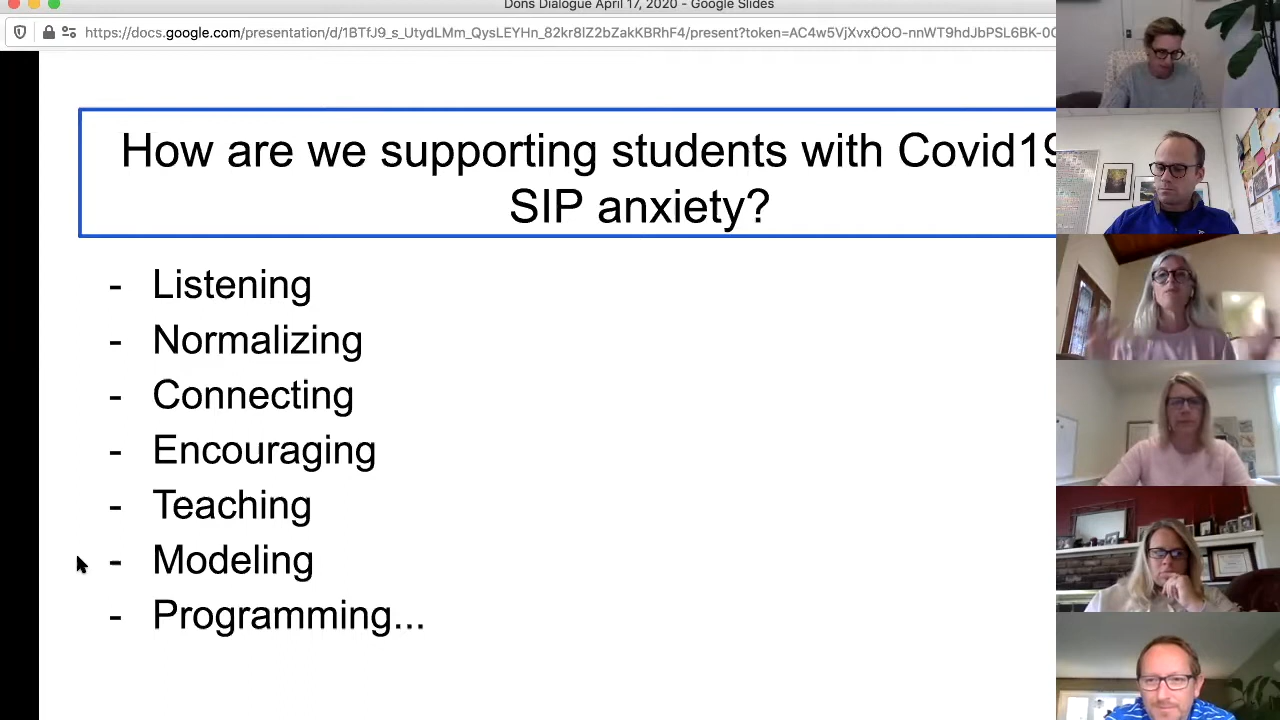 Dons Dialogue April 17, 2020 - Google Slides
https://docs.google.com/presentation/d/1BTfJ9_s_UtydLMm_QysLEYHn_82kr8lZ2bZakKBRhF4/present?token=AC4w5VjXvxOOO-nnWT9hdJbPSL6BK-0C
How are we supporting students with Covid19
SIP anxiety?
- Listening
- Normalizing
- Connecting
- Encouraging
- Teaching
- Modeling
- Programming...